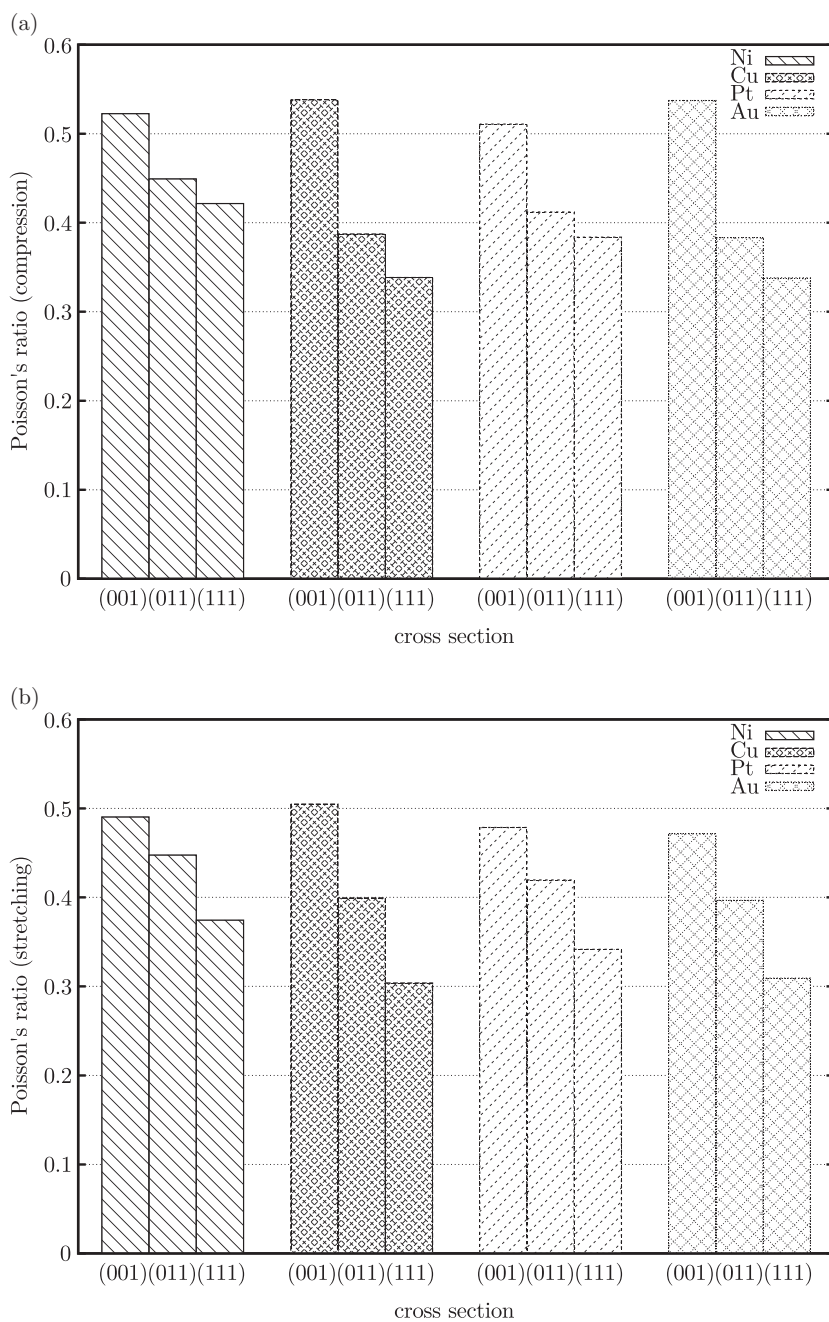 (a)
0.6
0.5
0.4
0.3
0.2
0.1
0
Poisson's ratio (compression)
Ni
Cu
Pt
Au
(001)(011)(111) (001)(011)(111) (001)(011)(111) (001)(011)(111)
cross section
(b)
0.6
0.5
0.4
0.3
0.2
0.1
0
Poisson's ratio (stretching)
Ni
Cu
Pt
Au
(001)(011)(111) (001)(011)(111) (001)(011)(111) (001)(011)(111)
cross section